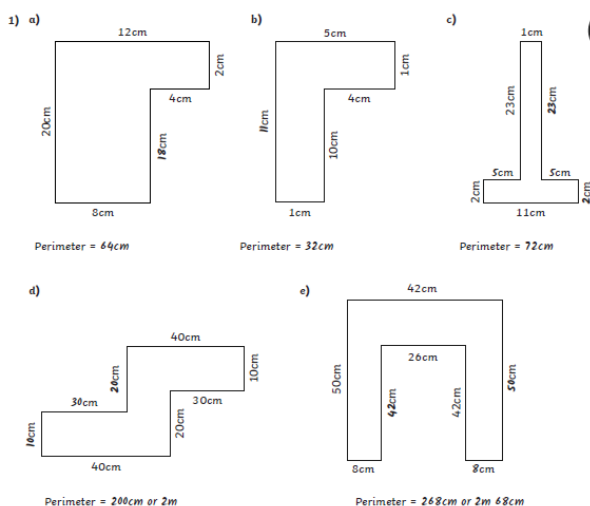 1) a)
12cm
2cm
4cm
20cm
18cm
8cm
Perimeter = 64cm
b)
5cm
1cm
4cm
11cm
10cm
1cm
Perimeter = 32cm
c)
1cm
23cm
23cm
5cm
5cm
2cm
2cm
11cm
Perimeter = 72cm
d)
40cm
20cm
10cm
30cm
30cm
10cm
20cm
40cm
Perimeter = 200cm or 2m
e)
42cm
26cm
50cm
42cm
42cm
50cm
8cm
8cm
Perimeter = 268cm or 2m 68cm